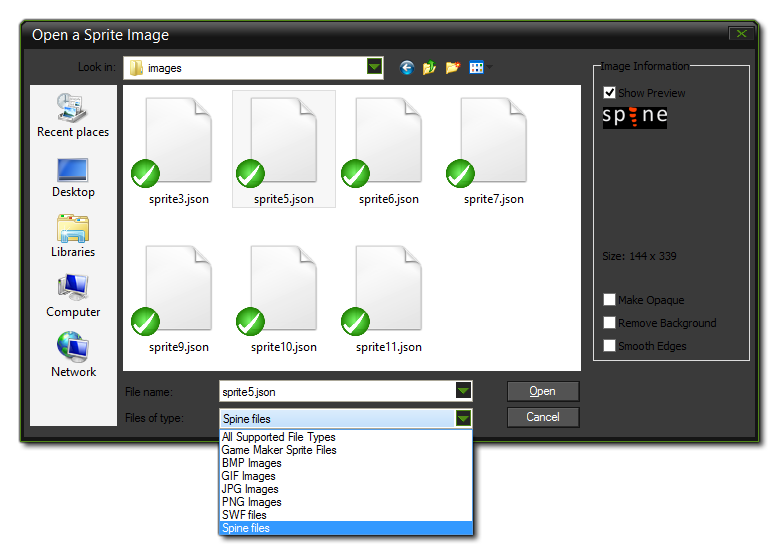 Open a Sprite Image
Look in: images
Image Information
Show Preview
spine
Recent places
Desktop
Libraries
Computer
Network
sprite3.json sprite5.json sprite6.json sprite7.json
sprite9.json sprite10.json sprite11.json
Size: 144 x 339
Make Opaque
Remove Background
Smooth Edges
File name: sprite5.json Open
Files of type: Spine files Cancel
All Supported File Types
Game Maker Sprite Files
BMP Images
GIF Images
JPG Images
PNG Images
SWF files
Spine files